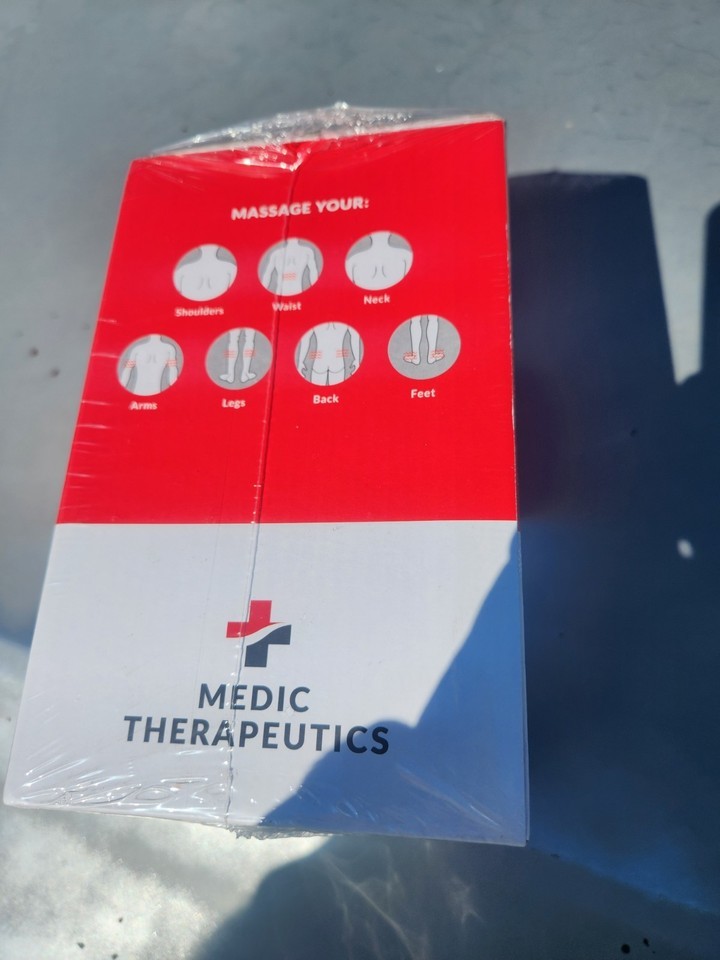 MASSAGE YOUR:
Shoulders Waist Neck
Arms Legs Back Feet
MEDIC
THERAPEUTICS